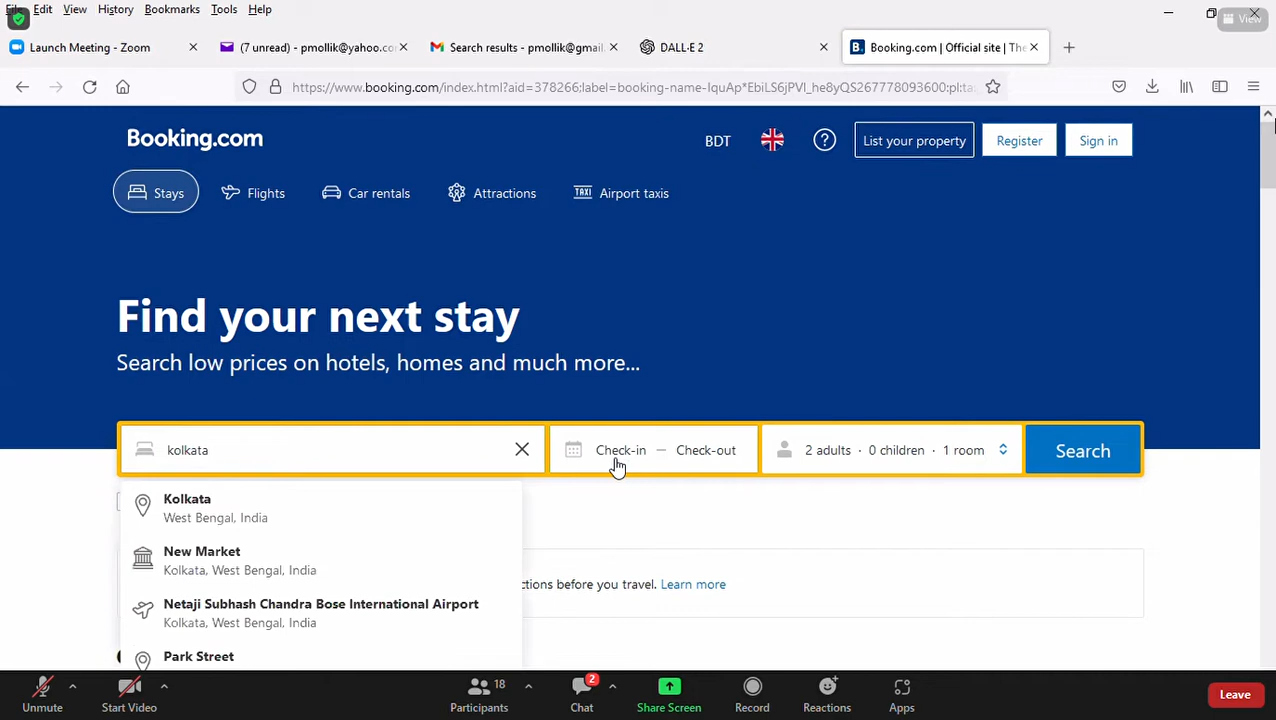 File Edit View History Bookmarks Tools Help
View
Launch Meeting - Zoom
(7 unread) - pmollik@yahoo.co
Search results - pmollik@gmail.
DALL·E 2
B. Booking.com | Official site | The
https://www.booking.com/index.html?aid=378266;label=booking-name-IquAp*EbiLS6jPVl_he8yQS267778093600:pl:ta:
Booking.com
BDT
List your property
Register
Sign in
Stays
Flights
Car rentals
Attractions
TAXI Airport taxis
Find your next stay
Search low prices on hotels, homes and much more...
kolkata
Check-in — Check-out
2 adults · 0 children · 1 room
Search
Kolkata
West Bengal, India
New Market
Kolkata, West Bengal, India
ctions before you travel. Learn more
Netaji Subhash Chandra Bose International Airport
Kolkata, West Bengal, India
Park Street
Unmute
Start Video
18
Participants
2
Chat
Share Screen
Record
Reactions
Apps
Leave